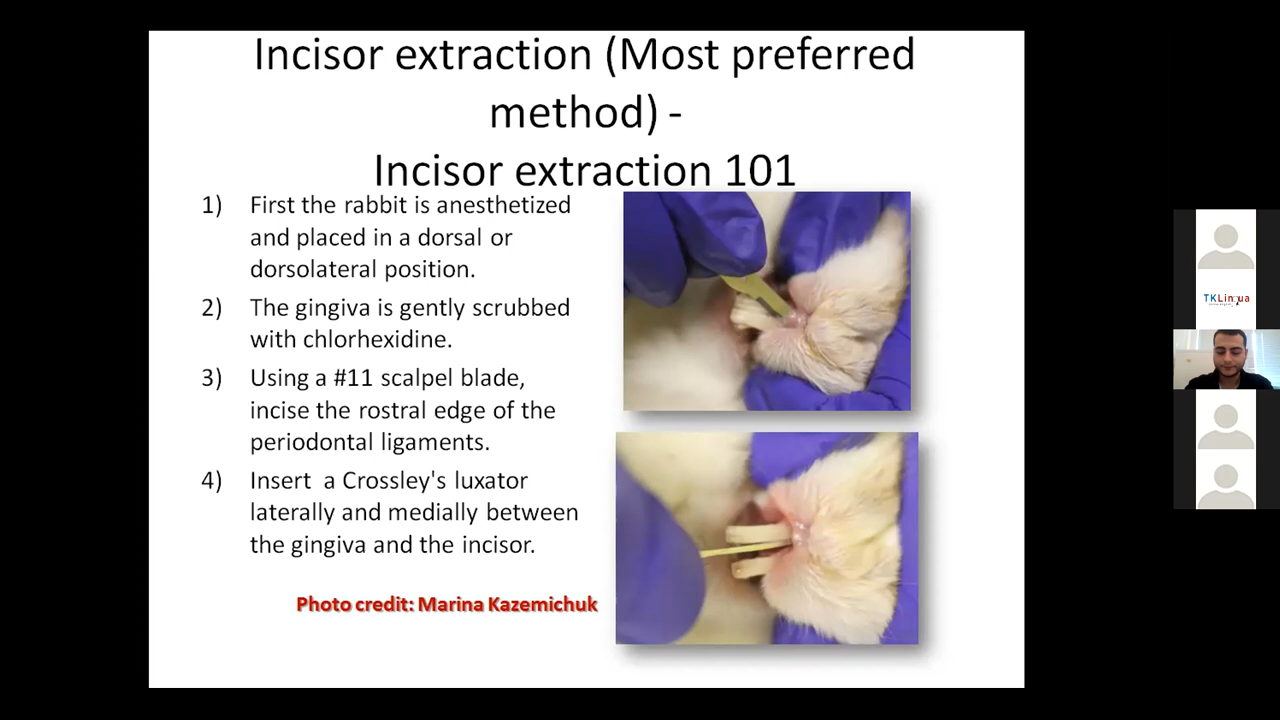 Incisor extraction (Most preferred
method) -
Incisor extraction 101
1) First the rabbit is anesthetized
and placed in a dorsal or
dorsolateral position.
2) The gingiva is gently scrubbed
with chlorhexidine.
3) Using a #11 scalpel blade,
incise the rostral edge of the
periodontal ligaments.
4) Insert a Crossley's luxator
laterally and medially between
the gingiva and the incisor.
Photo credit: Marina Kazemichuk
TKLingua